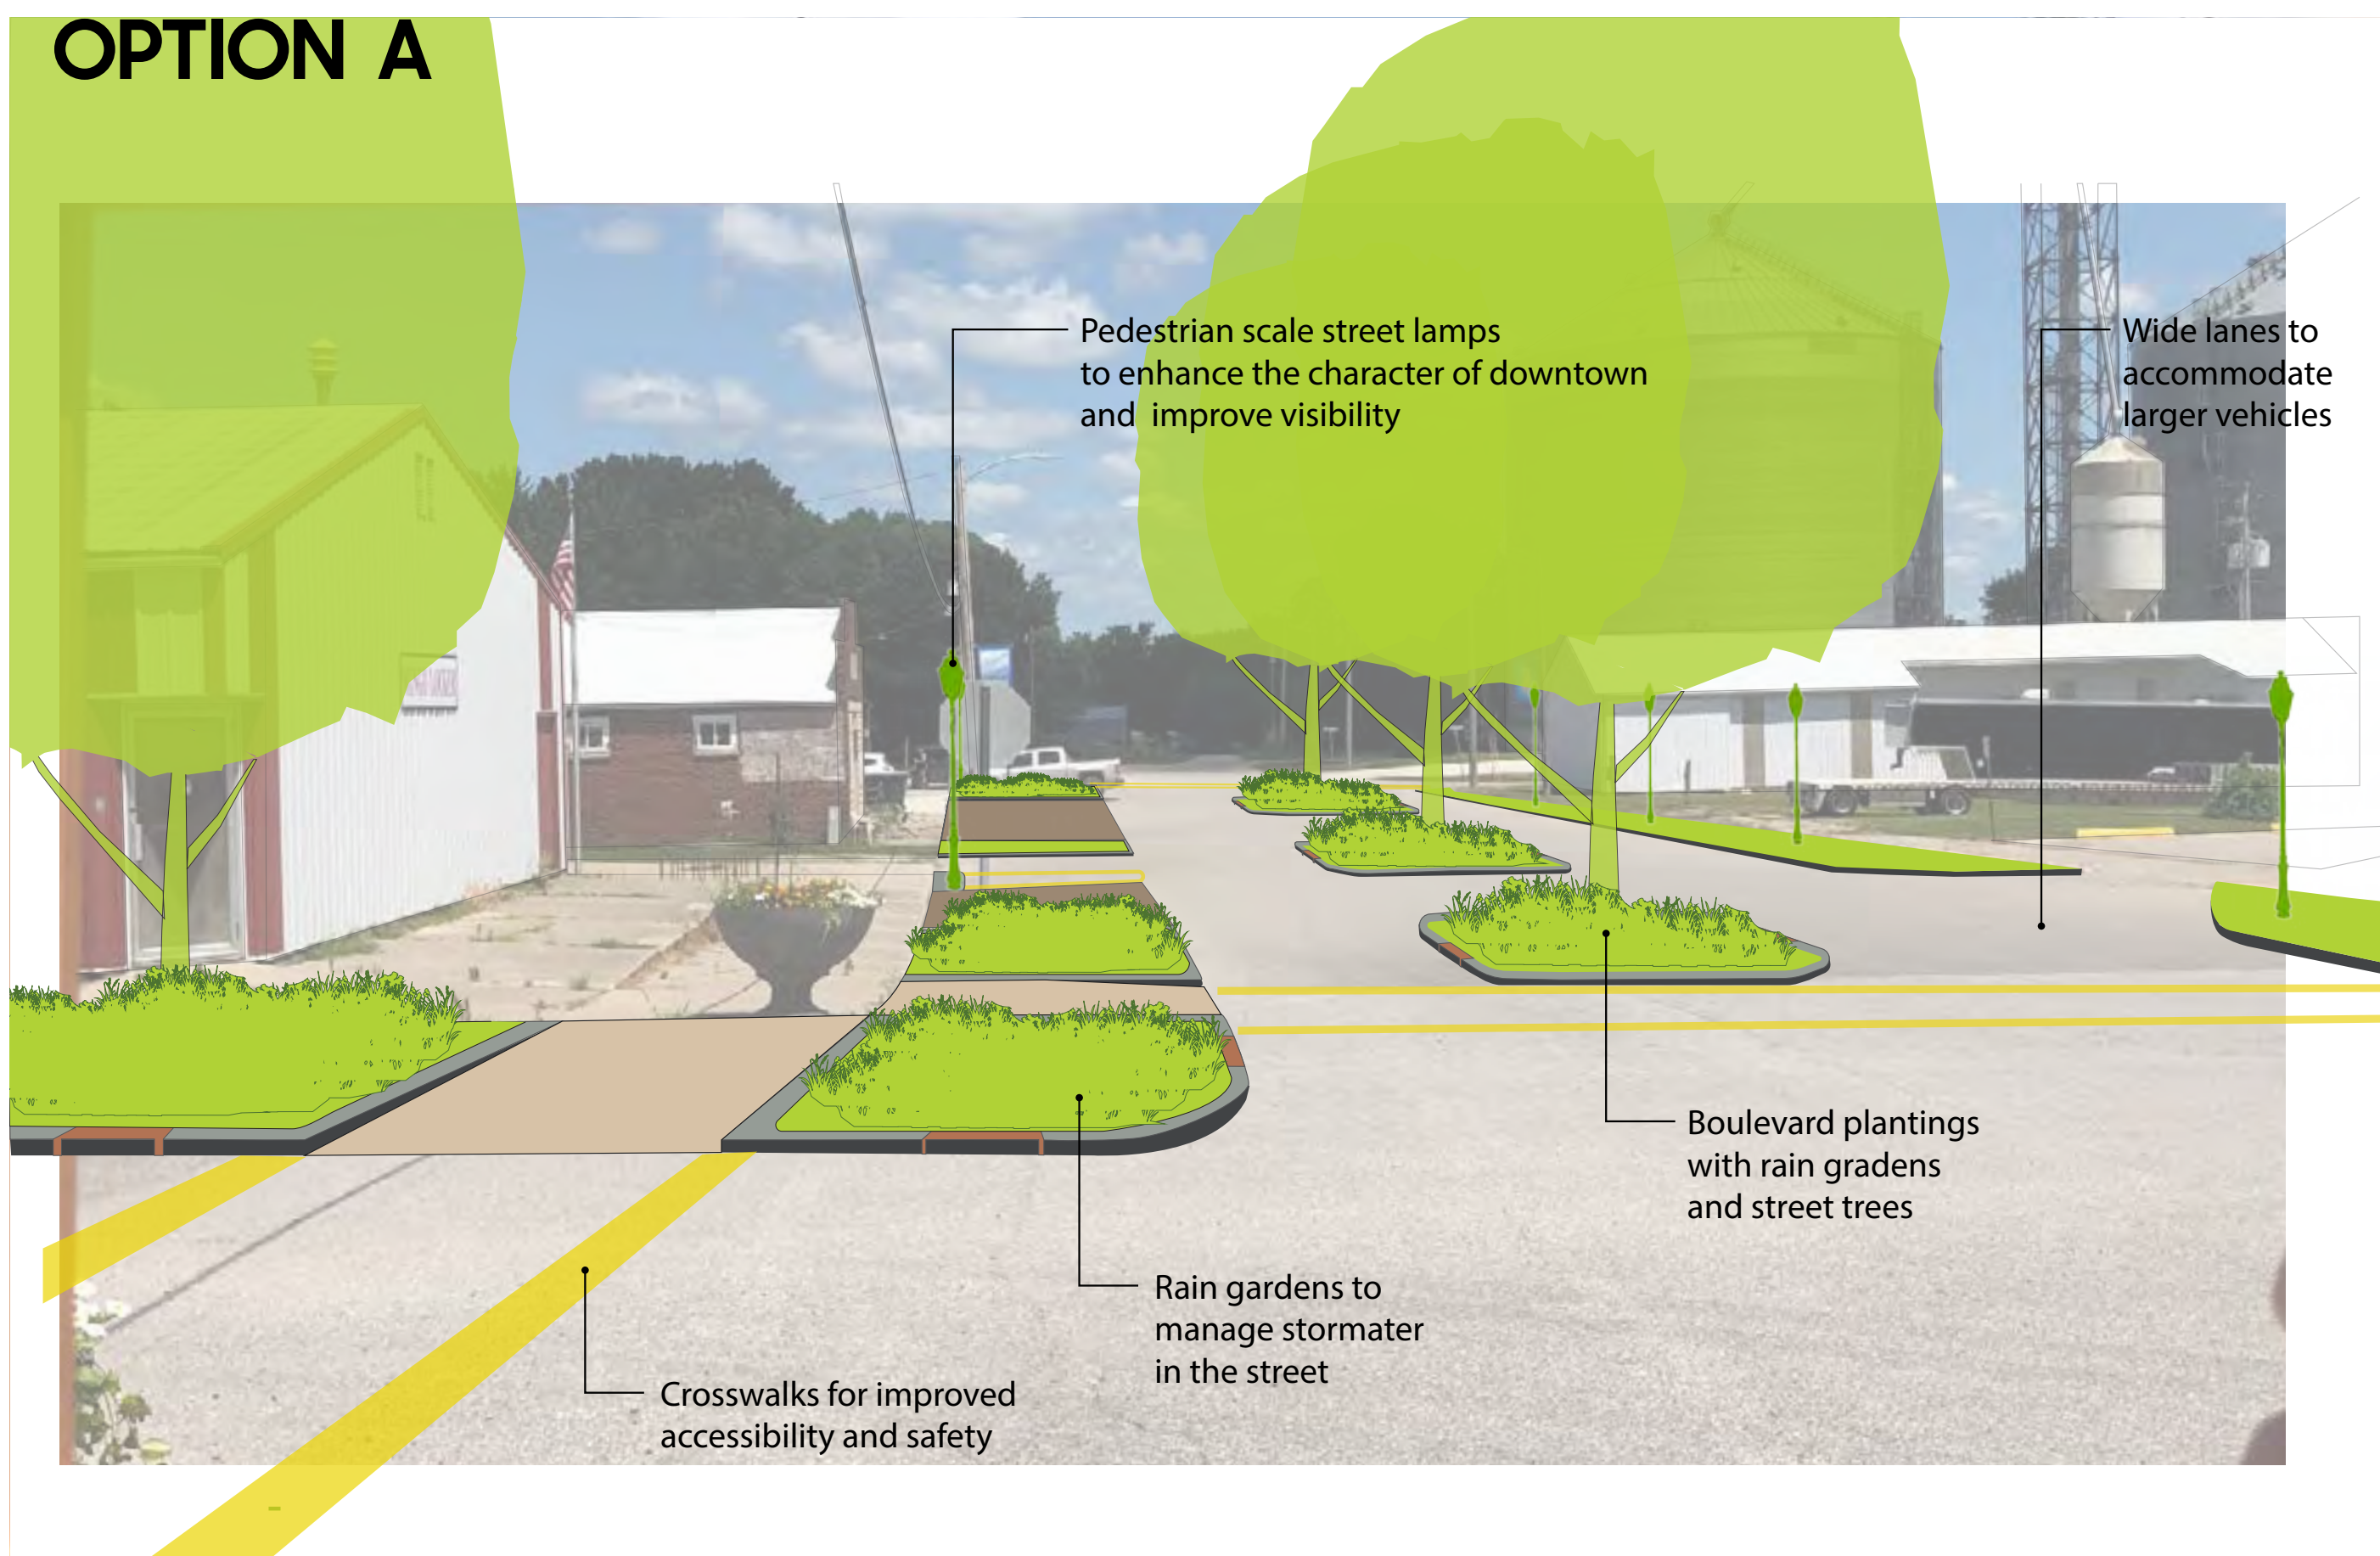 OPTION A
Pedestrian scale street lamps
to enhance the character of downtown
and improve visibility
Wide lanes to
accommodate
larger vehicles
Boulevard plantings
with rain gradens
and street trees
Rain gardens to
manage stormater
in the street
Crosswalks for improved
accessibility and safety